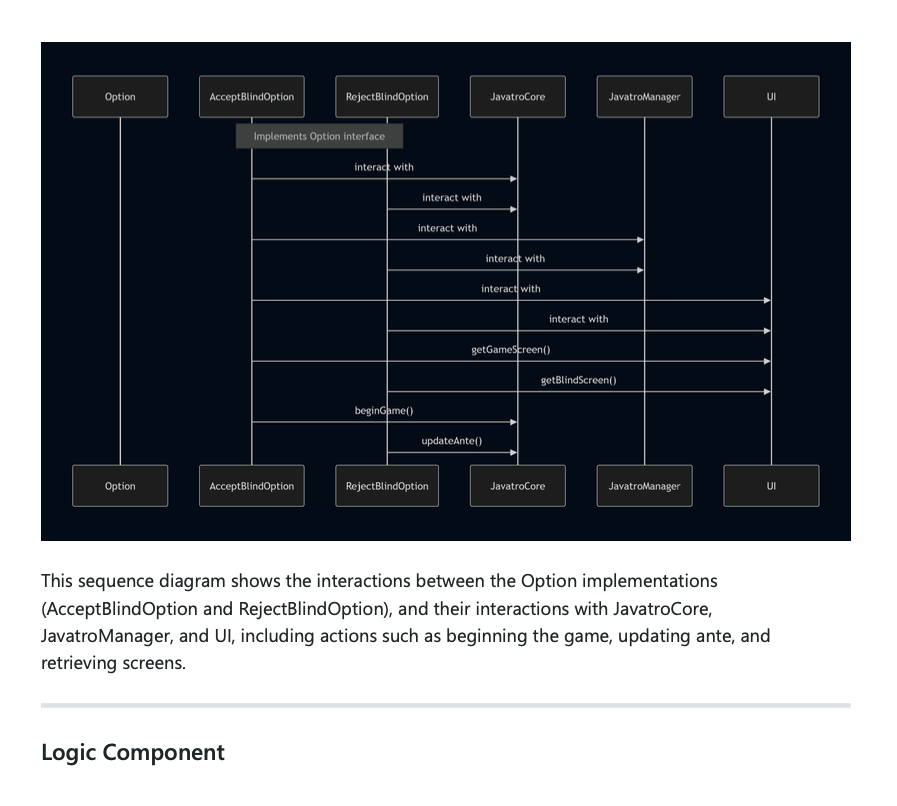 Option AcceptBlindOption RejectBlindOption JavatroCore JavatroManager UI
Implements Option interface
interact with
interact with
interact with
interact with
interact with
interact with
getGameScreen()
getBlindScreen()
beginGame()
updateAnte()
Option AcceptBlindOption RejectBlindOption JavatroCore JavatroManager UI
This sequence diagram shows the interactions between the Option implementations
(AcceptBlindOption and RejectBlindOption), and their interactions with JavatroCore,
JavatroManager, and UI, including actions such as beginning the game, updating ante, and
retrieving screens.
Logic Component